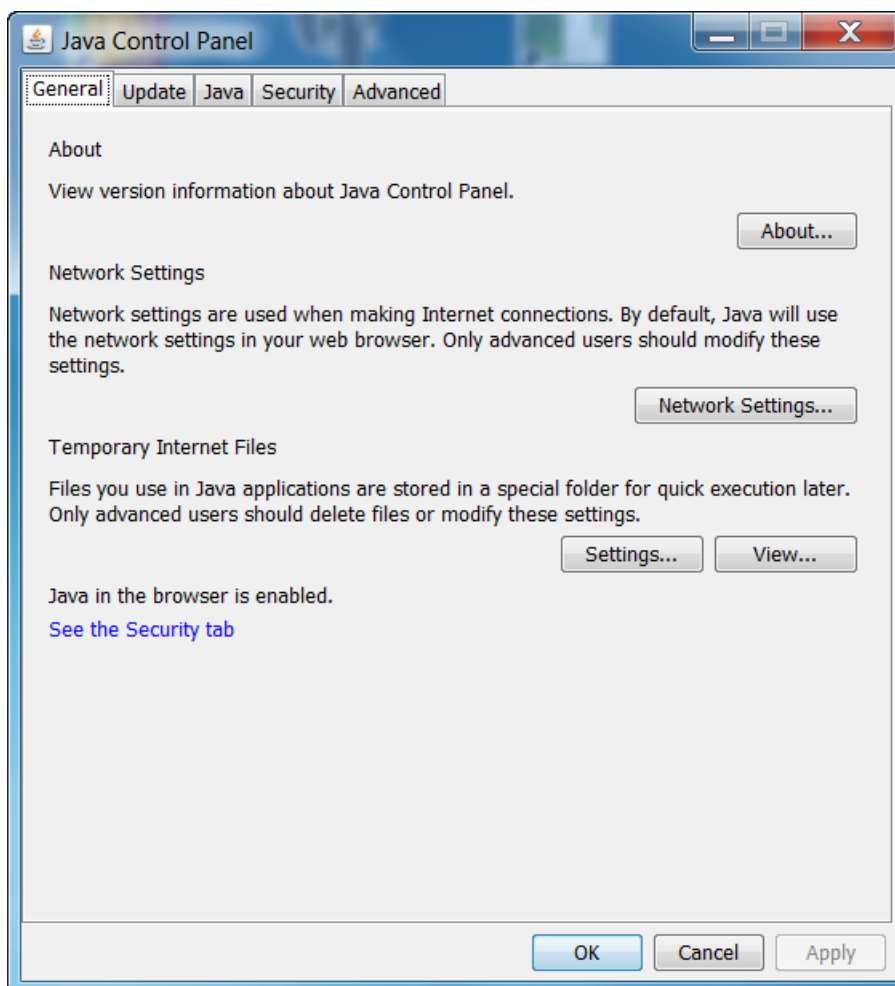 Java Control Panel
General Update Java Security Advanced
About
View version information about Java Control Panel.
About...
Network Settings
Network settings are used when making Internet connections. By default, Java will use
the network settings in your web browser. Only advanced users should modify these
settings.
Network Settings...
Temporary Internet Files
Files you use in Java applications are stored in a special folder for quick execution later.
Only advanced users should delete files or modify these settings.
Settings... View...
Java in the browser is enabled.
See the Security tab
OK Cancel Apply